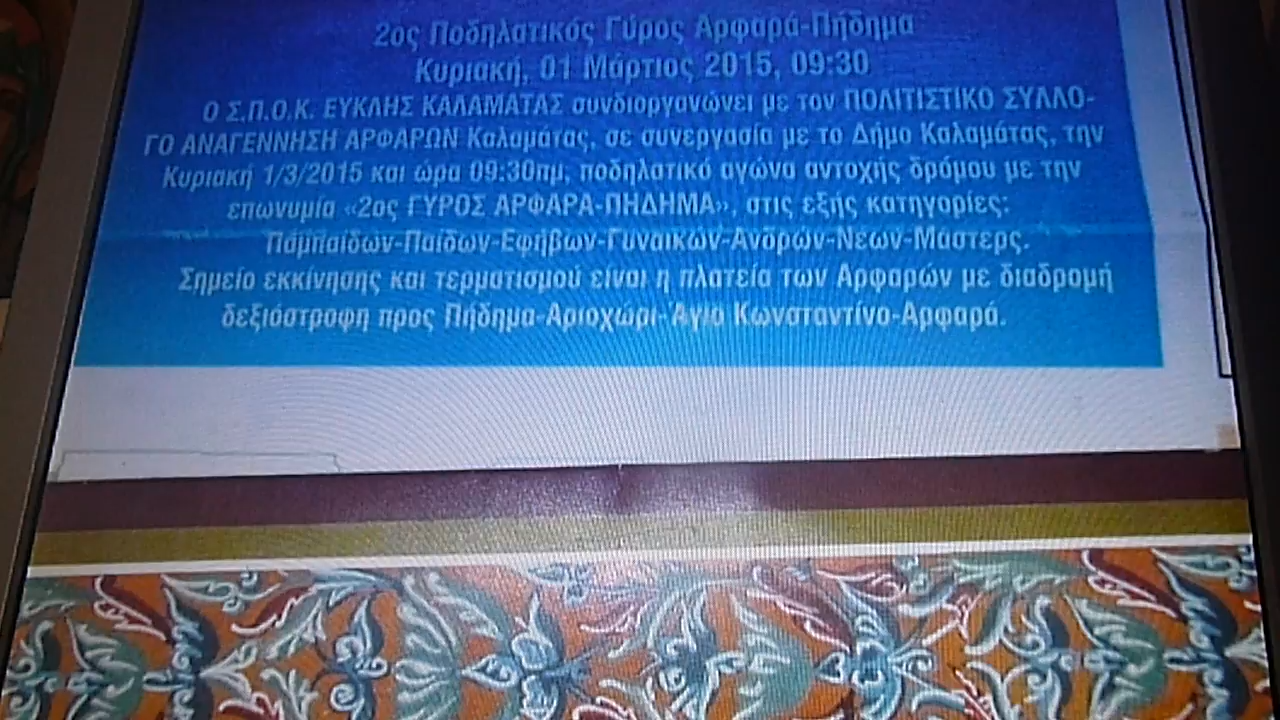 2ος Ποδηλατικός Γύρος Αρφαρά-Πήδημα
Κυριακή, 01 Μάρτιος 2015, 09:30
Ο Σ.Π.Ο.Κ. ΕΥΚΛΗΣ ΚΑΛΑΜΑΤΑΣ συνδιοργανώνει με τον ΠΟΛΙΤΙΣΤΙΚΟ ΣΥΛΛΟ-
ΓΟ ΑΝΑΓΕΝΝΗΣΗ ΑΡΦΑΡΩΝ Καλαμάτας, σε συνεργασία με το Δήμο Καλαμάτας, την
Κυριακή 1/3/2015 και ώρα 09:30πμ, ποδηλατικό αγώνα αντοχής δρόμου με την
επωνυμία «2ος ΓΥΡΟΣ ΑΡΦΑΡΑ-ΠΗΔΗΜΑ», στις εξής κατηγορίες:
Παμπαίδων-Παίδων-Εφήβων-Γυναικών-Ανδρών-Νέων-Μάστερς.
Σημείο εκκίνησης και τερματισμού είναι η πλατεία των Αρφαρών με διαδρομή
δεξιόστροφη προς Πήδημα-Αριοχώρι-Άγιο Κωνσταντίνο-Αρφαρά.